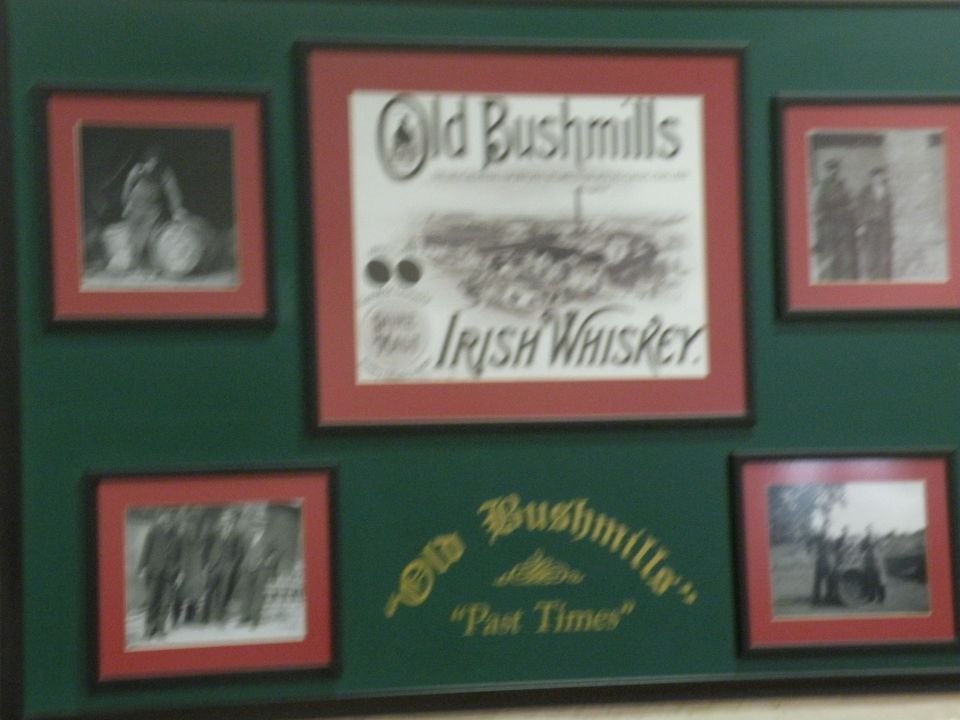 Old Bushmills
IRISH WHISKEY.
"Old Bushmills"
"Past Times"